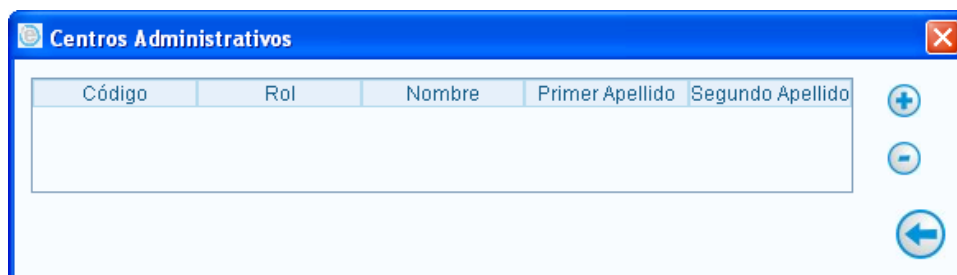 Centros Administrativos
Código Rol Nombre Primer Apellido Segundo Apellido